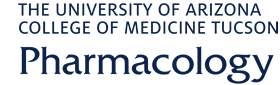 THE UNIVERSITY OF ARIZONA
COLLEGE OF MEDICINE TUCSON
Pharmacology